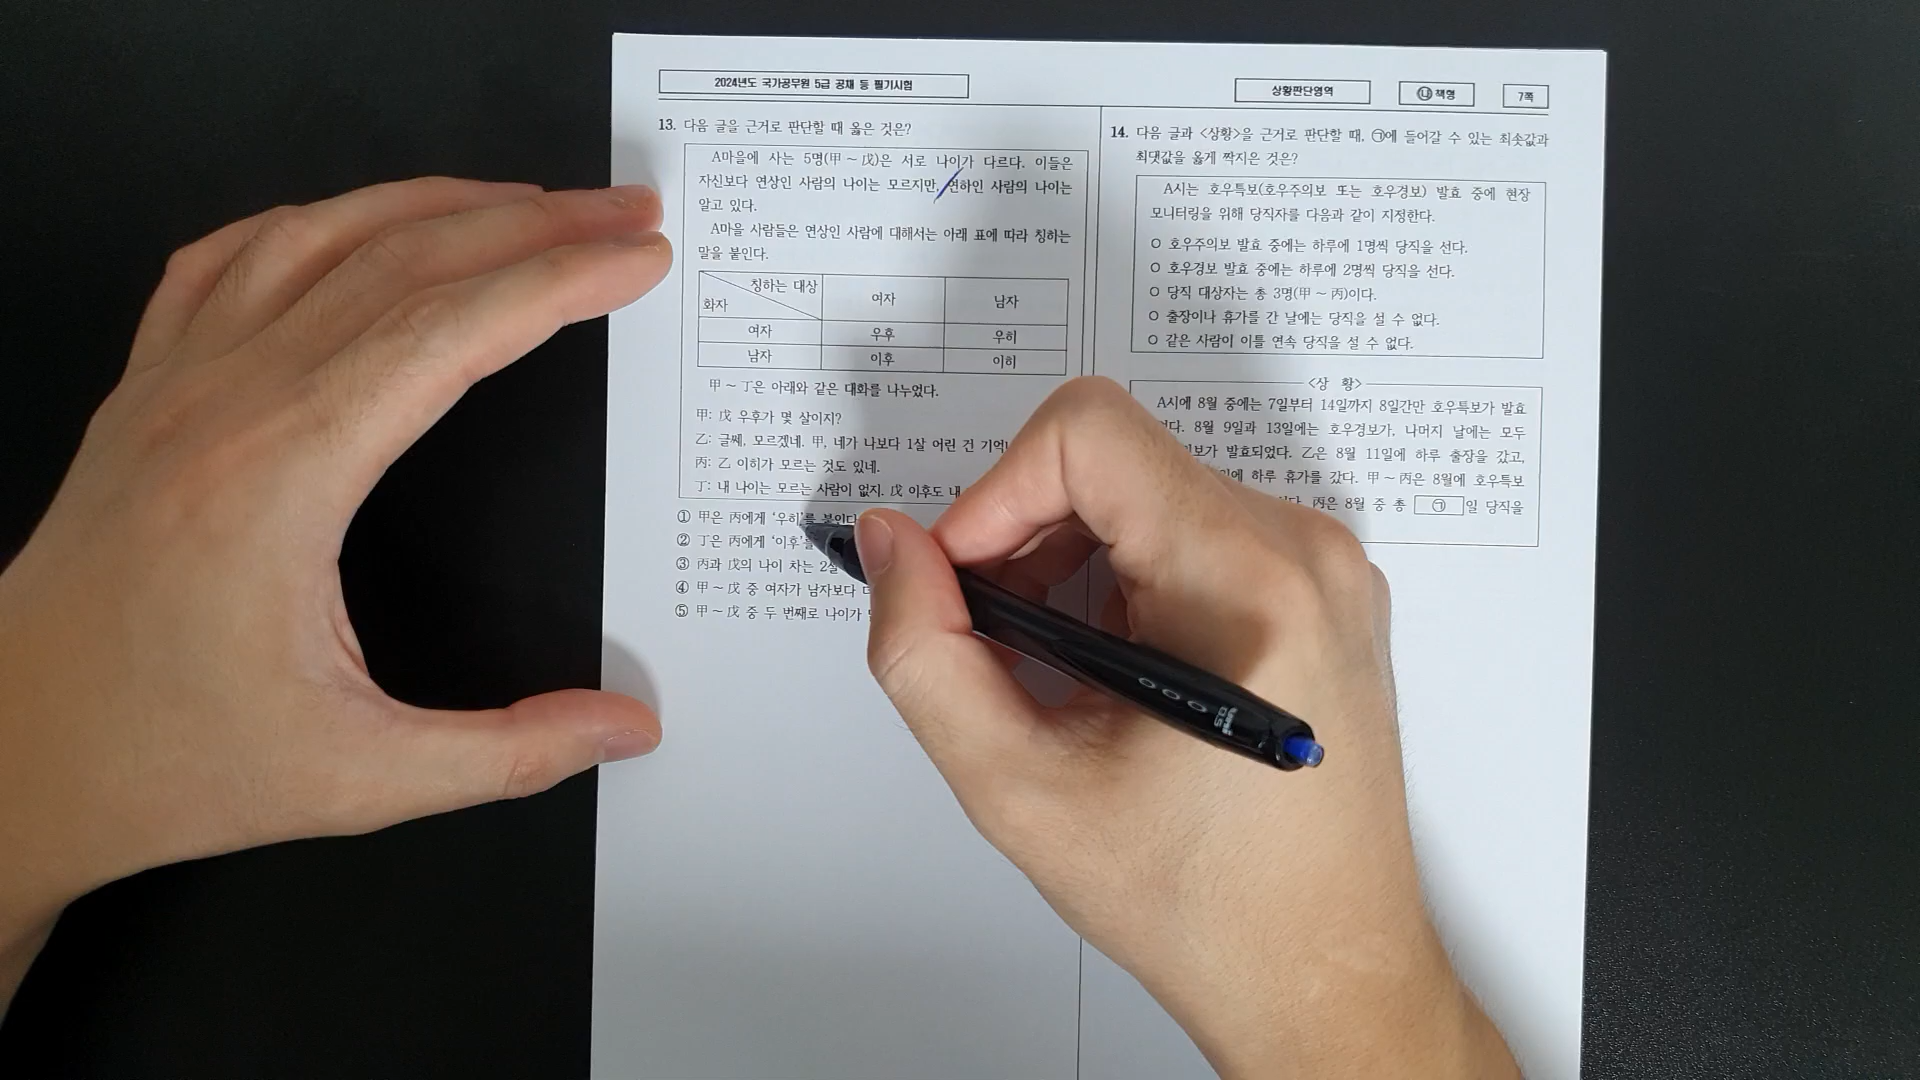 2024년도 국가공무원 5급 공채 등 필기시험
상황판단영역
나 책형
7쪽
13. 다음 글을 근거로 판단할 때 옳은 것은?
A마을에 사는 5명(甲~戊)은 서로 나이가 다르다. 이들은
자신보다 연상인 사람의 나이는 모르지만, 연하인 사람의 나이는
알고 있다.
A마을 사람들은 연상인 사람에 대해서는 아래 표에 따라 칭하는
말을 붙인다.
칭하는 대상
화자
여자
남자
여자 우후 우히
남자 이후 이히
甲~丁은 아래와 같은 대화를 나누었다.
甲: 戊 우후가 몇 살이지?
乙: 글쎄, 모르겠네. 甲, 네가 나보다 1살 어린 건
丙: 乙 이히가 모르는 것도 있네.
丁: 내 나이는 모르는 사람이 없지. 戊 이후도 내
① 甲은 丙에게 '우히'를 붙인다
② 丁은 丙에게 '이후'를
③ 丙과 戊의 나이 차는 2살
④ 甲~戊 중 여자가 남자보다
⑤ 甲~戊 중 두 번째로 나이가
14. 다음 글과 <상황>을 근거로 판단할 때, ㉠에 들어갈 수 있는 최솟값과
최댓값을 옳게 짝지은 것은?
A시는 호우특보(호우주의보 또는 호우경보) 발효 중에 현장
모니터링을 위해 당직자를 다음과 같이 지정한다.
○ 호우주의보 발효 중에는 하루에 1명씩 당직을 선다.
○ 호우경보 발효 중에는 하루에 2명씩 당직을 선다.
○ 당직 대상자는 총 3명(甲~丙)이다.
○ 출장이나 휴가를 간 날에는 당직을 설 수 없다.
○ 같은 사람이 이틀 연속 당직을 설 수 없다.
<상 황>
A시에 8월 중에는 7일부터 14일까지 8일간만 호우특보가 발효
8월 9일과 13일에는 호우경보가, 나머지 날에는 모두
발효되었다. 乙은 8월 11일에 하루 출장을 갔고,
하루 휴가를 갔다. 甲~丙은 8월에 호우특보
丙은 8월 중 총 ㉠일 당직을
uni
0.5